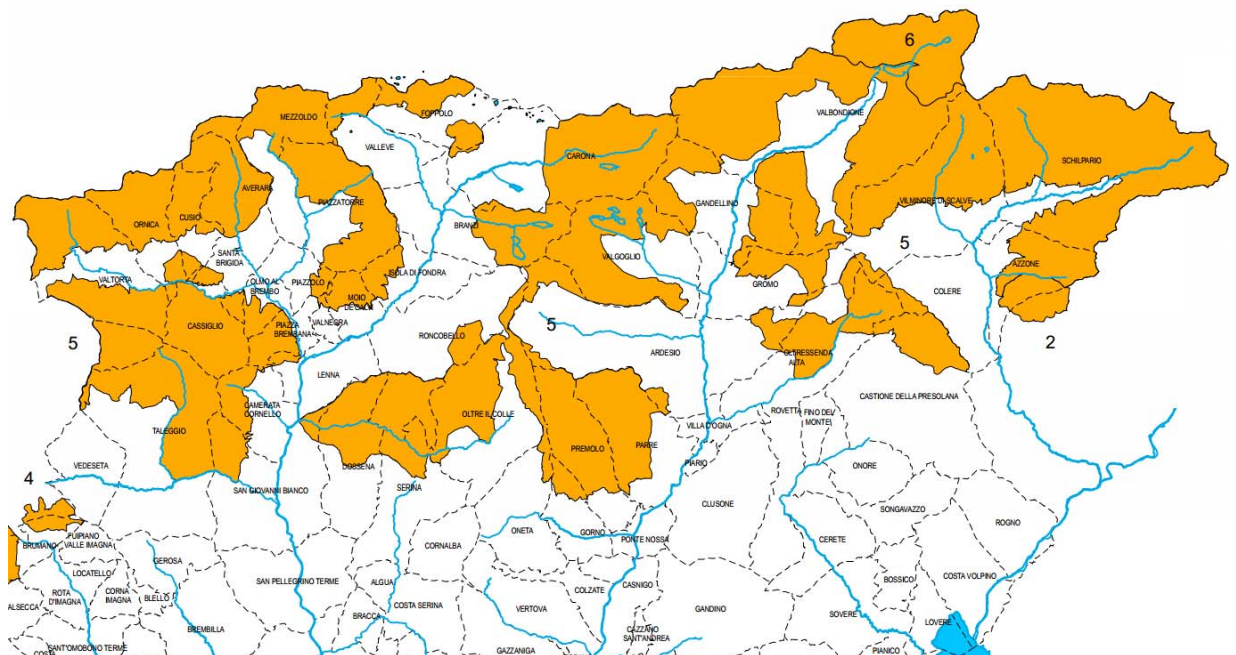 6
MEZZOLDO
FOPPOLO
VALBONDIONE
VALLEVE
CARONA
SCHILPARIO
AVERARA
PIAZZATORRE
GANDELLINO
VILMINORE DI SCALVE
ORNICA
CUSIO
BRANZI
5
SANTA
BRIGIDA
VALGOGLIO
AZZONE
VALTORTA
OLMO AL
BREMBO
PIAZZOLO
ISOLA DI FONDRA
GROMO
COLERE
MOIO
DE' CALVI
CASSIGLIO
PIAZZA
BREMBANA
VALNEGRA
RONCOBELLO
5
5
2
ARDESIO
OLTRESSENDA
ALTA
LENNA
CAMERATA
CORNELLO
OLTRE IL COLLE
CASTIONE DELLA PRESOLANA
ROVETTA
FINO DEL
MONTE
TALEGGIO
VILLA D'OGNA
PREMOLO
PARRE
VEDESETA
DOSSENA
PIARIO
ONORE
4
SAN GIOVANNI BIANCO
SERINA
CLUSONE
SONGAVAZZO
ROGNO
BRUMANO
FUIPIANO
VALLE IMAGNA
ONETA
GORNO
PONTE NOSSA
CERETE
CORNALBA
GEROSA
LOCATELLO
SAN PELLEGRINO TERME
ALGUA
COLZATE
CASNIGO
BOSSICO
COSTA VOLPINO
ROTA
D'IMAGNA
CORNA
IMAGNA
BLELLO
ALSECCA
COSTA SERINA
VERTOVA
GANDINO
SOVERE
BRACCA
LOVERE
BREMBILLA
CAZZANO
SANT'ANDREA
SANT'OMOBONO TERME
COSTA
GAZZANIGA
PIANICO